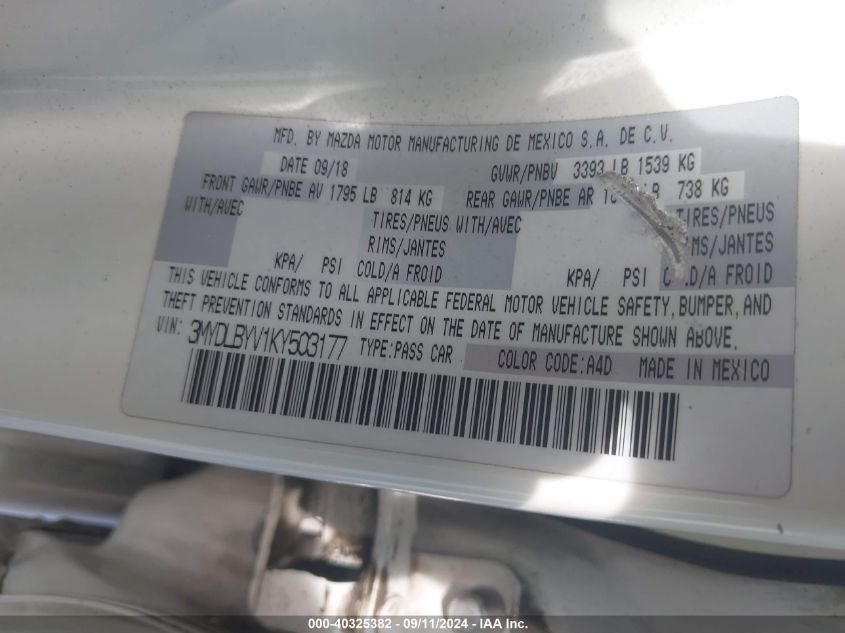 MFD. BY MAZDA MOTOR MANUFACTURING DE MEXICO S.A. DE C.V.
DATE 09/18 GVWR/PNBV 3393 LB 1539 KG
FRONT GAWR/PNBE AV 1795 LB 814 KG REAR GAWR/PNBE AR LB 738 KG
WITH/AVEC TIRES/PNEUS WITH/AVEC TIRES/PNEUS
RIMS/JANTES
KPA/ PSI COLD/A FROID KPA/ PSI COLD/A FROID
THIS VEHICLE CONFORMS TO ALL APPLICABLE FEDERAL MOTOR VEHICLE SAFETY, BUMPER, AND
THEFT PREVENTION STANDARDS IN EFFECT ON THE DATE OF MANUFACTURE SHOWN ABOVE.
VIN: 3MYDLBYV1KY503177 TYPE:PASS CAR COLOR CODE:A4D MADE IN MEXICO
000-40325382 - 09/11/2024 - IAAI, Inc.